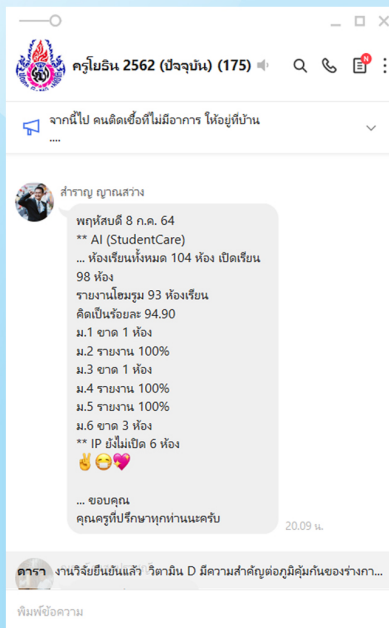 ครูโยธิน 2562 (ปัจจุบัน) (175)
N
จากนี้ไป คนติดเชื้อที่ไม่มีอาการ ให้อยู่ที่บ้าน
....
สำราญ ญาณสว่าง
พฤหัสบดี 8 ก.ค. 64
** AI (StudentCare)
... ห้องเรียนทั้งหมด 104 ห้อง เปิดเรียน
98 ห้อง
รายงานโฮมรูม 93 ห้องเรียน
คิดเป็นร้อยละ 94.90
ม.1 ขาด 1 ห้อง
ม.2 รายงาน 100%
ม.3 ขาด 1 ห้อง
ม.4 รายงาน 100%
ม.5 รายงาน 100%
ม.6 ขาด 3 ห้อง
** IP ยังไม่เปิด 6 ห้อง
✌😷💖
... ขอบคุณ
คุณครูที่ปรึกษาทุกท่านนะครับ
20.09 น.
ดารา งานวิจัยยืนยันแล้ว วิตามิน D มีความสำคัญต่อภูมิคุ้มกันของร่างกา...
พิมพ์ข้อความ